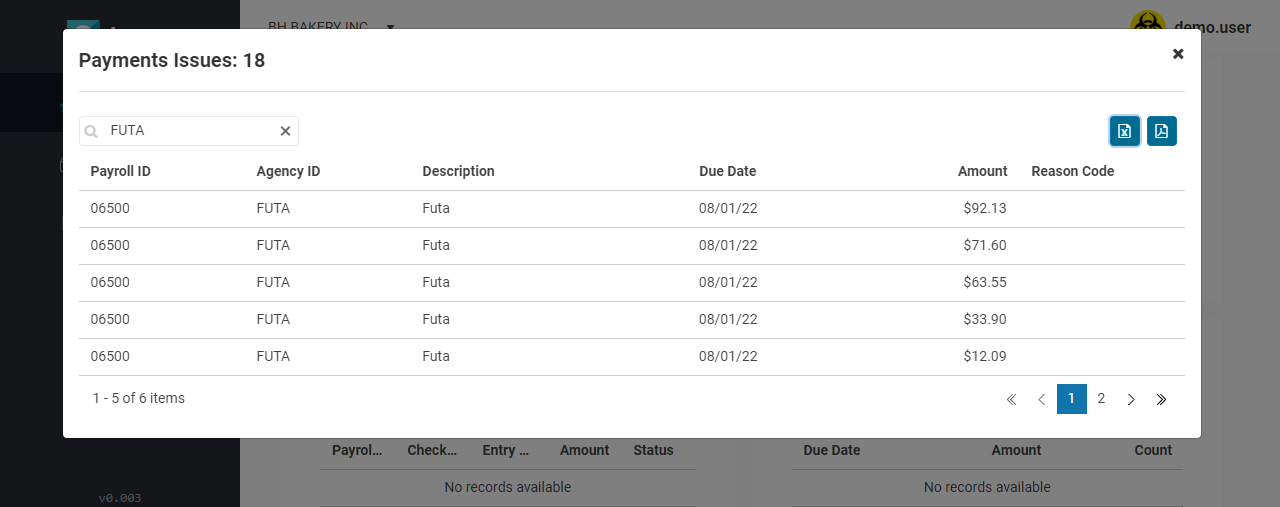 BH BAKERY INC
demo.user
Payments Issues: 18
FUTA
Payroll ID Agency ID Description Due Date Amount Reason Code
06500 FUTA Futa 08/01/22 $92.13
06500 FUTA Futa 08/01/22 $71.60
06500 FUTA Futa 08/01/22 $63.55
06500 FUTA Futa 08/01/22 $33.90
06500 FUTA Futa 08/01/22 $12.09
1 - 5 of 6 items 1 2
Payrol... Check... Entry ... Amount Status Due Date Amount Count
No records available No records available
v0.003